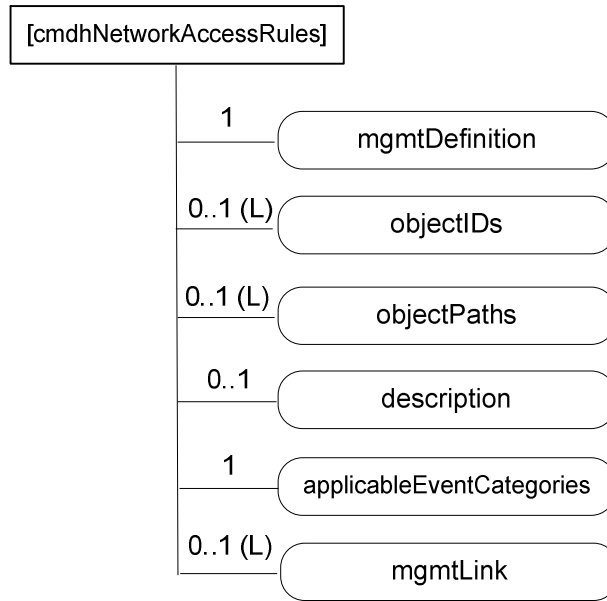 [cmdhNetworkAccessRules]
1
mgmtDefinition
0..1 (L)
objectIDs
0..1 (L)
objectPaths
0..1
description
1
applicableEventCategories
0..1 (L)
mgmtLink